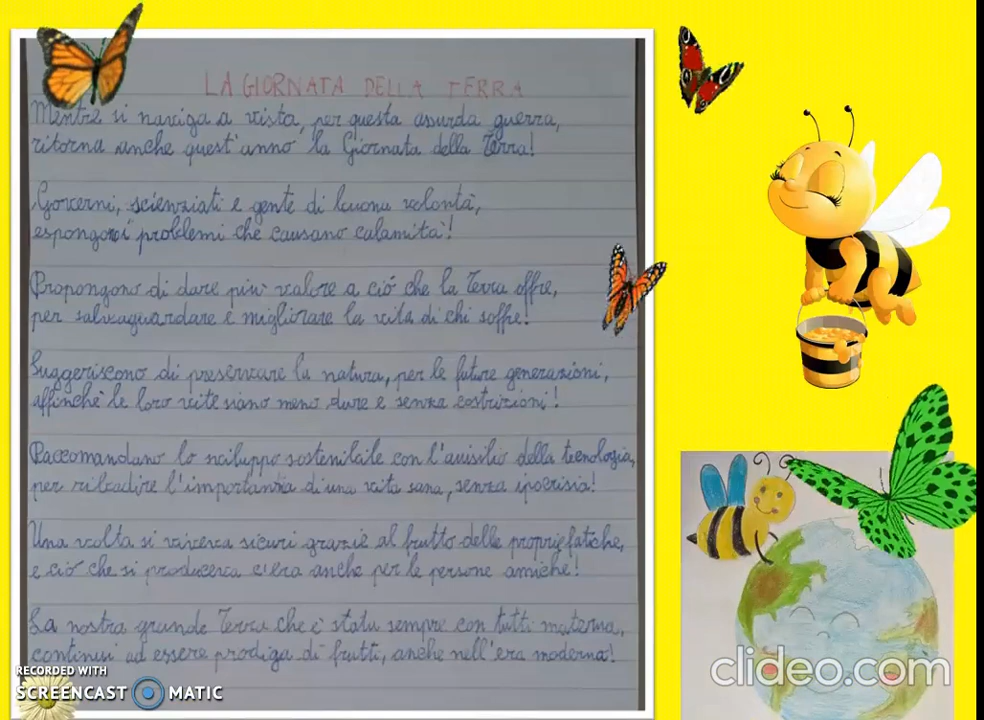 LA GIORNATA DELLA TERRA
Mentre si naviga a vista, per questa assurda guerra,
ritorna anche quest'anno la Giornata della Terra!
Governi, scienziati e gente di buona volontà,
espongono i problemi che causano calamità!
Propongono di dare più valore a ciò che la Terra offre,
per salvaguardare e migliorare la vita di chi soffre!
Suggeriscono di preservare la natura, per le future generazioni,
affinchè le loro vite siano meno dure e senza costrizioni!
Raccomandano lo sviluppo sostenibile con l'ausilio della tecnologia,
per ribadire l'importanza di una vita sana, senza ipocrisia!
Una volta si viveva sicuri grazie al frutto delle proprie fatiche,
e ciò che si produceva c'era anche per le persone amiche!
La nostra grande Terra che è stata sempre con tutti materna,
continui ad essere prodiga di frutti, anche nell'era moderna!
RECORDED WITH
SCREENCAST MATIC
clideo.com